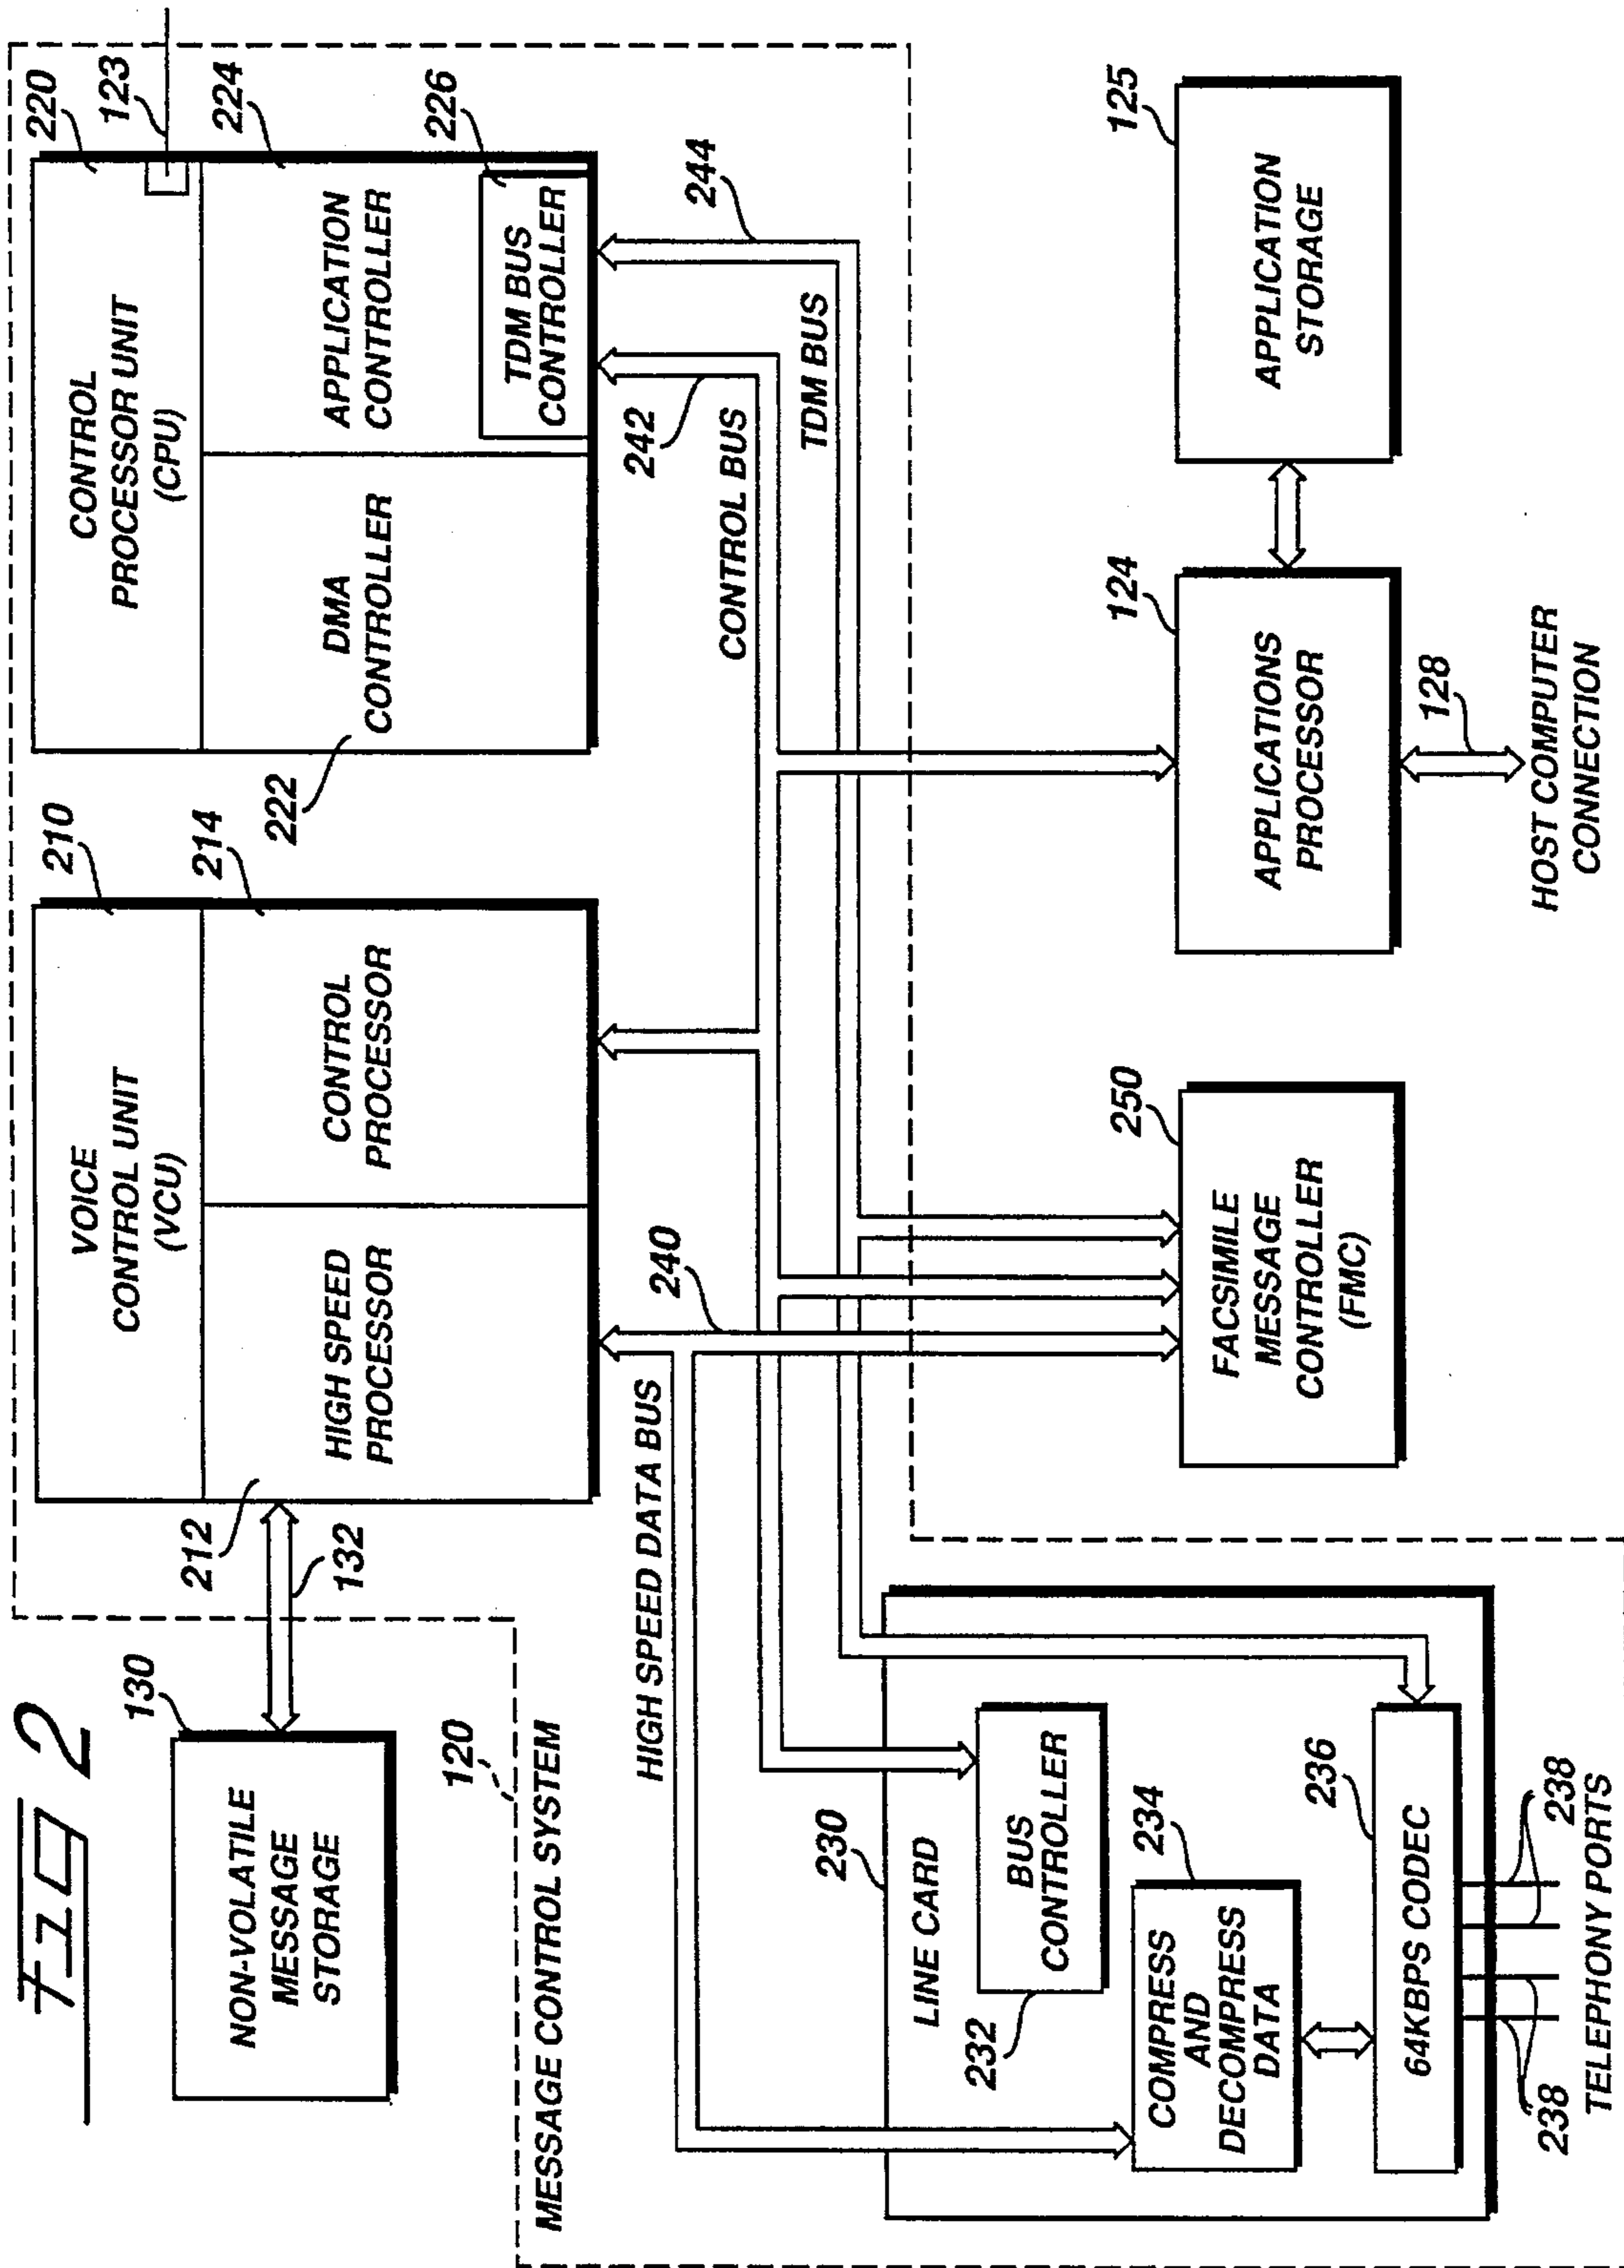 Fig 2
130
NON-VOLATILE
MESSAGE
STORAGE
132
120
MESSAGE CONTROL SYSTEM
210
VOICE
CONTROL UNIT
(VCU)
212
HIGH SPEED
PROCESSOR
214
CONTROL
PROCESSOR
220
CONTROL
PROCESSOR UNIT
(CPU)
123
222
DMA
CONTROLLER
224
APPLICATION
CONTROLLER
226
TDM BUS
CONTROLLER
HIGH SPEED DATA BUS
240
CONTROL BUS
242
TDM BUS
244
230
LINE CARD
232
BUS
CONTROLLER
234
COMPRESS
AND
DECOMPRESS
DATA
236
64KBPS CODEC
238
238
TELEPHONY PORTS
250
FACSIMILE
MESSAGE
CONTROLLER
(FMC)
124
APPLICATIONS
PROCESSOR
128
HOST COMPUTER
CONNECTION
125
APPLICATION
STORAGE